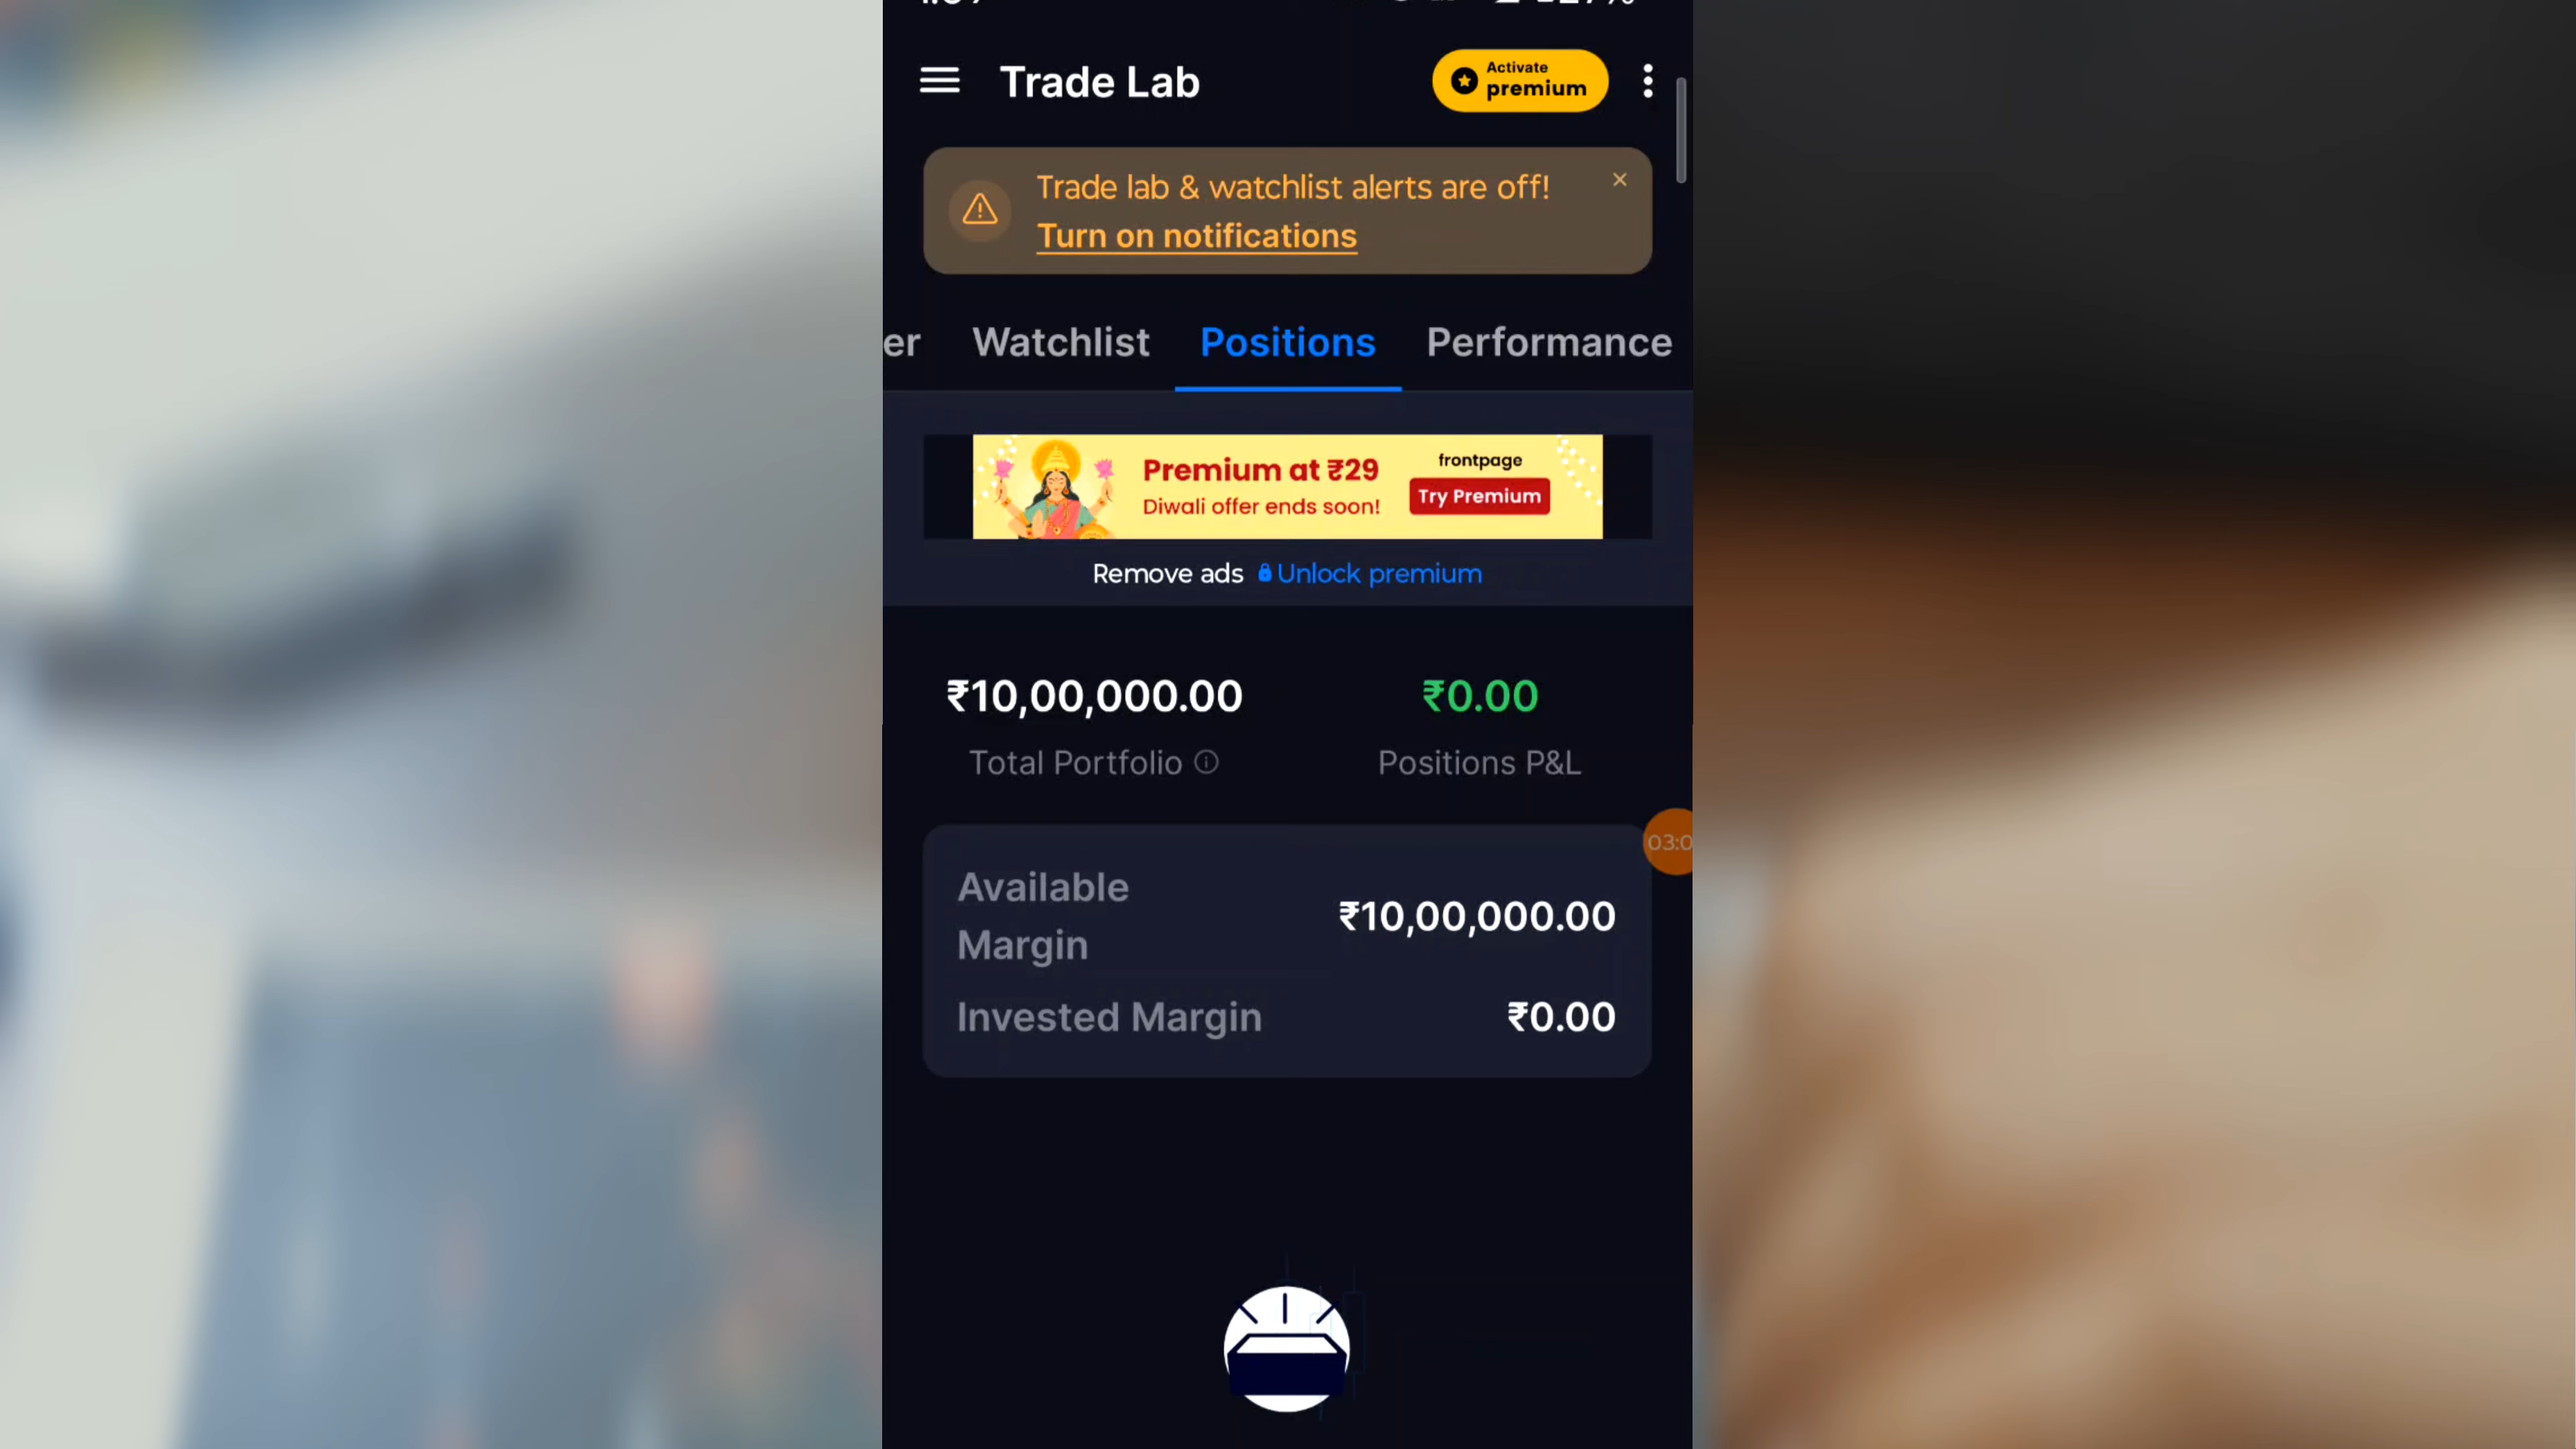 Trade Lab
Activate
premium
Trade lab & watchlist alerts are off!
Turn on notifications
er Watchlist Positions Performance
Premium at ₹29
Diwali offer ends soon!
frontpage
Try Premium
Remove ads Unlock premium
₹10,00,000.00 ₹0.00
Total Portfolio Positions P&L
03:0
Available
Margin
₹10,00,000.00
Invested Margin ₹0.00